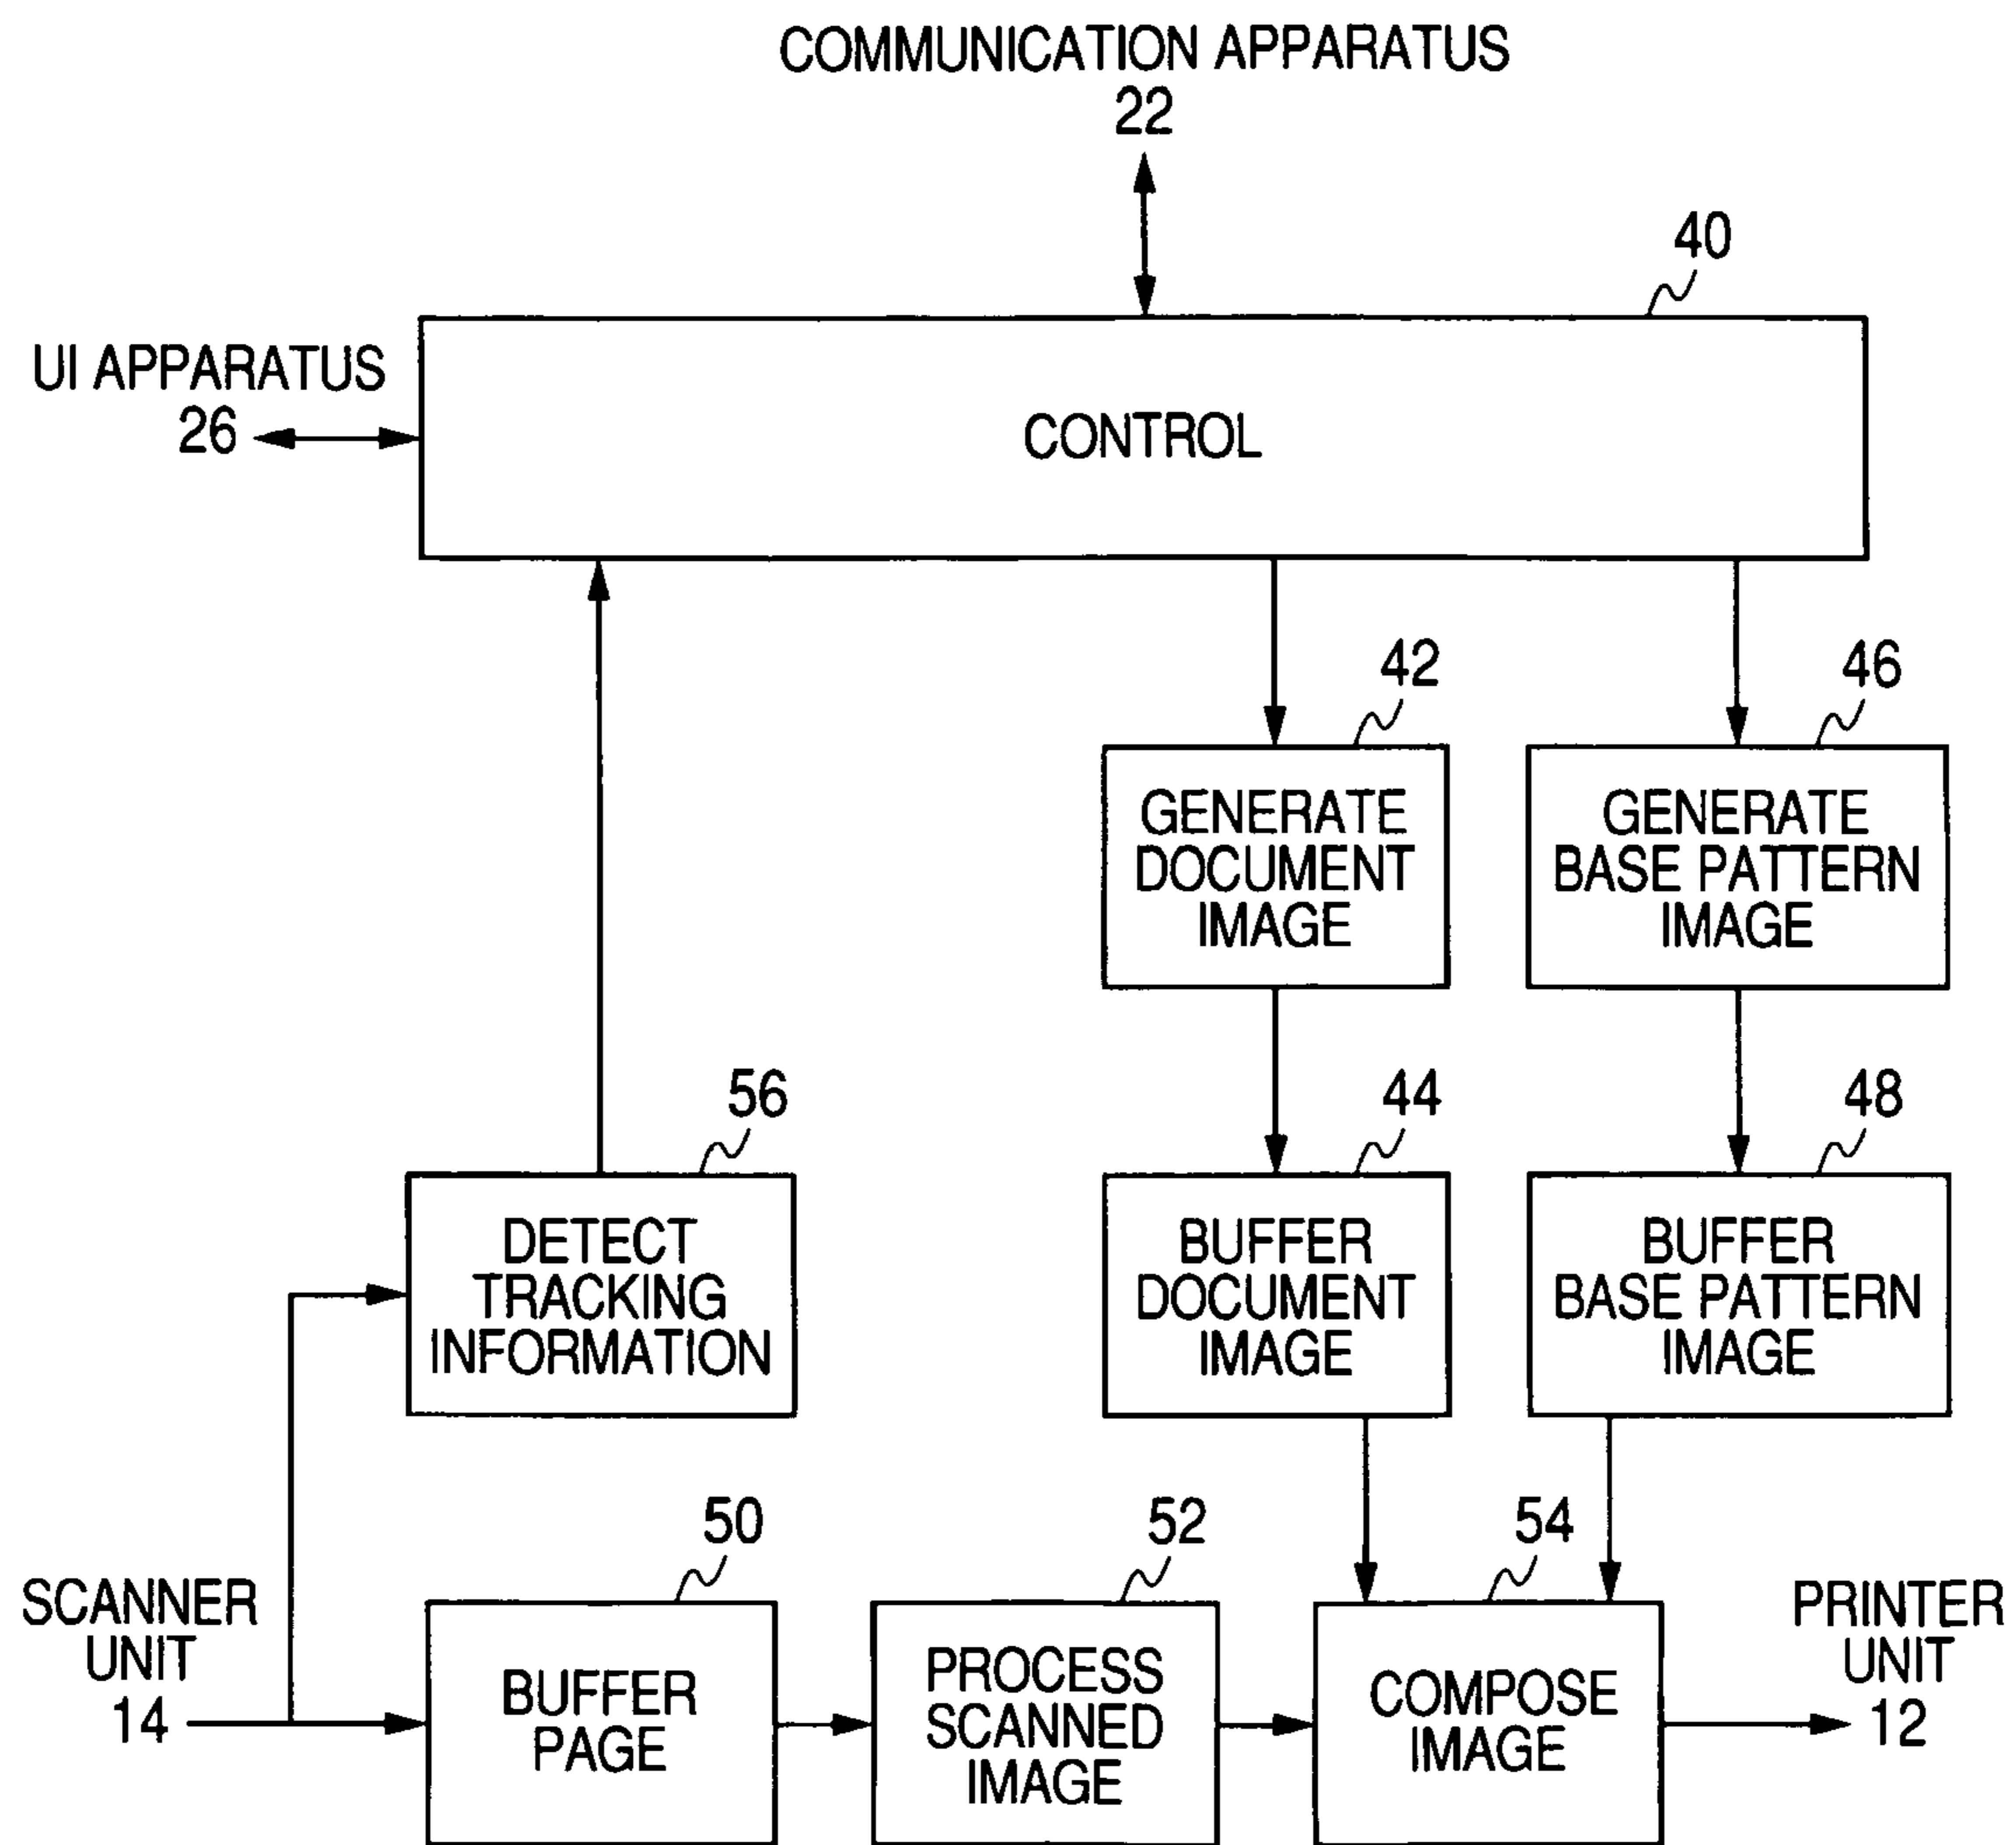 COMMUNICATION APPARATUS
22
40
UI APPARATUS
26
CONTROL
42
46
GENERATE
DOCUMENT
IMAGE
GENERATE
BASE PATTERN
IMAGE
56
44
48
DETECT
TRACKING
INFORMATION
BUFFER
DOCUMENT
IMAGE
BUFFER
BASE PATTERN
IMAGE
50
52
54
SCANNER
UNIT
14
BUFFER
PAGE
PROCESS
SCANNED
IMAGE
COMPOSE
IMAGE
PRINTER
UNIT
12